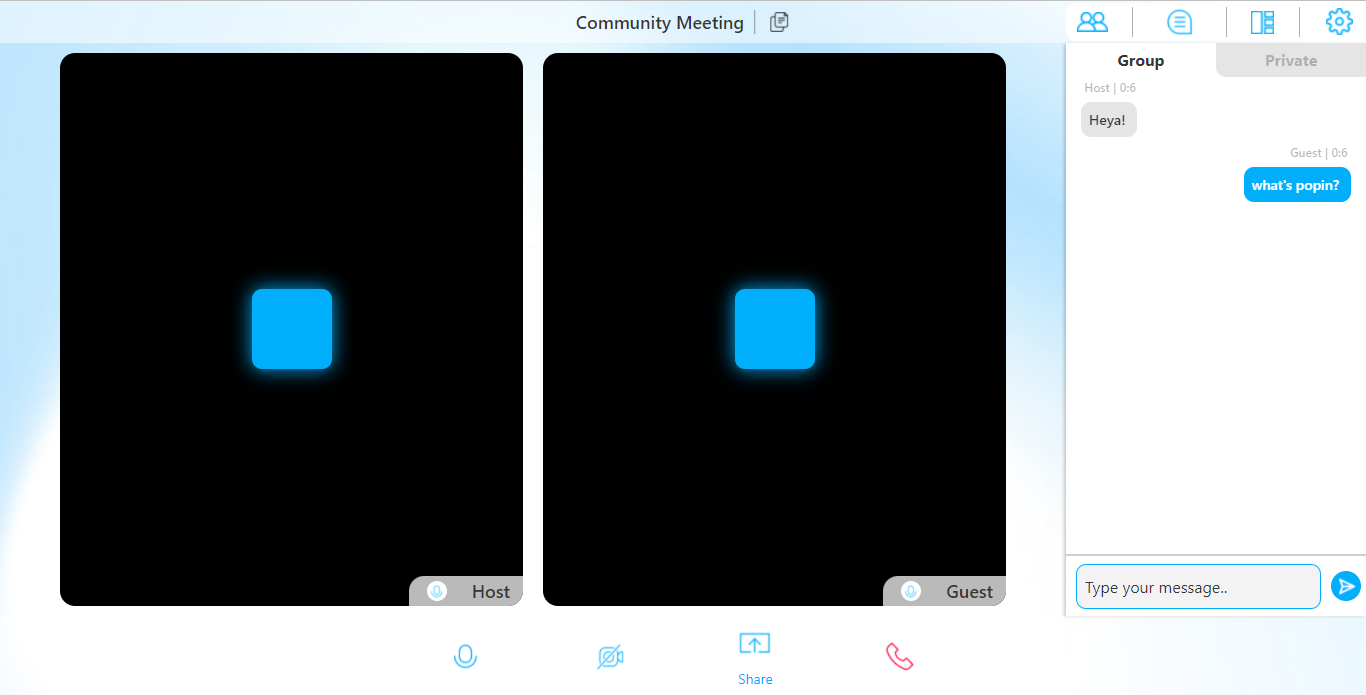 Community Meeting
Group
Private
Host | 0:6
Heya!
Guest | 0:6
what's popin?
Host
Guest
Type your message..
Share